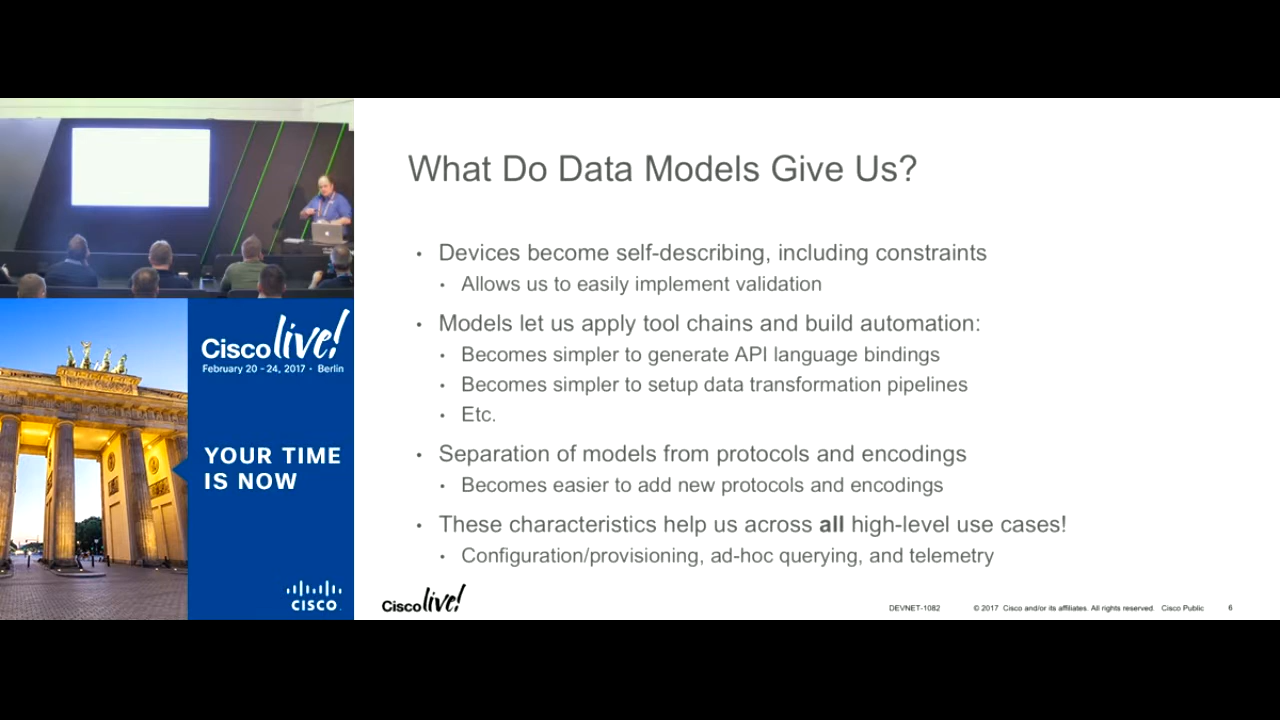 What Do Data Models Give Us?
• Devices become self-describing, including constraints
• Allows us to easily implement validation
• Models let us apply tool chains and build automation:
• Becomes simpler to generate API language bindings
• Becomes simpler to setup data transformation pipelines
• Etc.
• Separation of models from protocols and encodings
• Becomes easier to add new protocols and encodings
• These characteristics help us across all high-level use cases!
• Configuration/provisioning, ad-hoc querying, and telemetry
Cisco live!
DEVNET-1082 © 2017 Cisco and/or its affiliates. All rights reserved. Cisco Public 6
Cisco live!
February 20 - 24, 2017 • Berlin
YOUR TIME
IS NOW
CISCO.